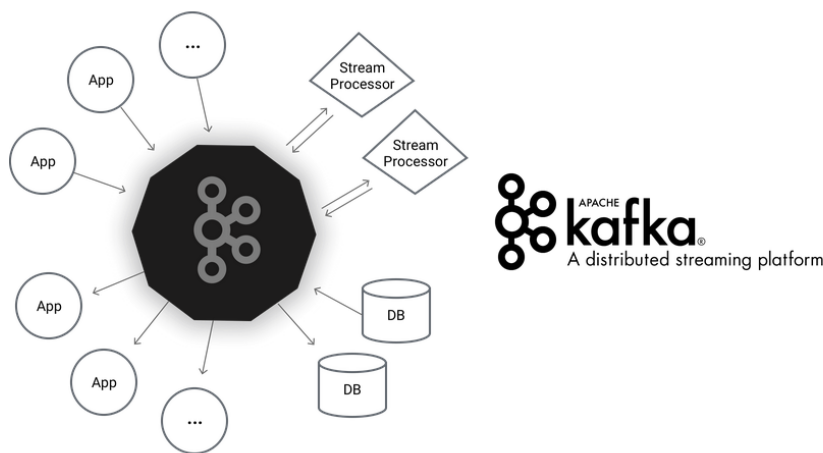 ...
App
App
Stream
Processor
Stream
Processor
APACHE
kafka®
A distributed streaming platform
App
App
...
DB
DB